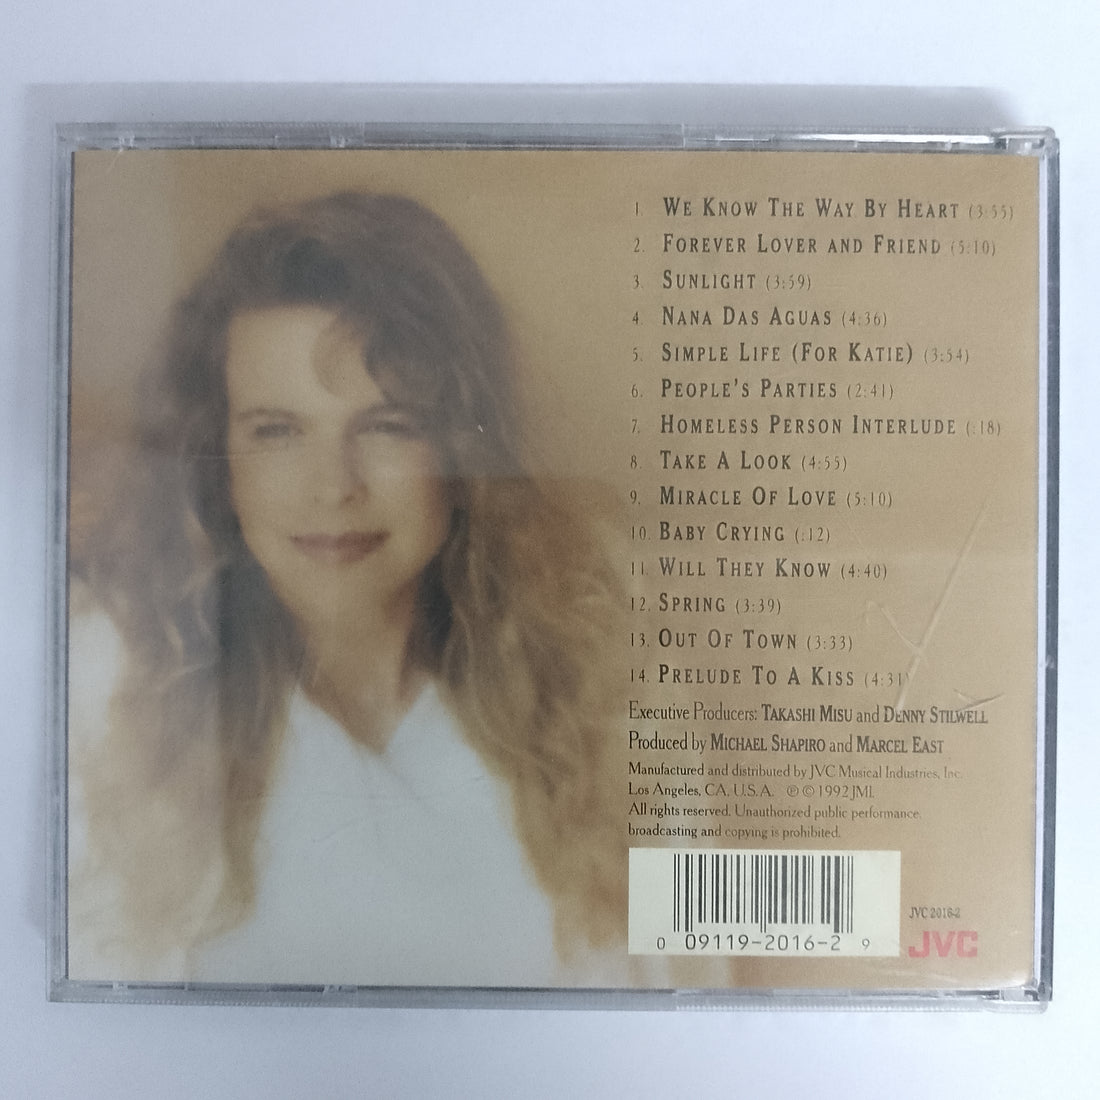 1. WE KNOW THE WAY BY HEART (3:55)
2. FOREVER LOVER AND FRIEND (5:10)
3. SUNLIGHT (3:59)
4. NANA DAS AGUAS (4:36)
5. SIMPLE LIFE (FOR KATIE) (3:54)
6. PEOPLE'S PARTIES (2:41)
7. HOMELESS PERSON INTERLUDE (:18)
8. TAKE A LOOK (4:55)
9. MIRACLE OF LOVE (5:10)
10. BABY CRYING (:12)
11. WILL THEY KNOW (4:40)
12. SPRING (3:39)
13. OUT OF TOWN (3:33)
14. PRELUDE TO A KISS (4:31)
Executive Producers: TAKASHI MISU and DENNY STILWELL
Produced by MICHAEL SHAPIRO and MARCEL EAST
Manufactured and distributed by JVC Musical Industries, Inc.
Los Angeles, CA, U.S.A. ℗ © 1992 JMI.
All rights reserved. Unauthorized public performance,
broadcasting and copying is prohibited.
0 09119-2016-2 9
JVC 2016-2
JVC